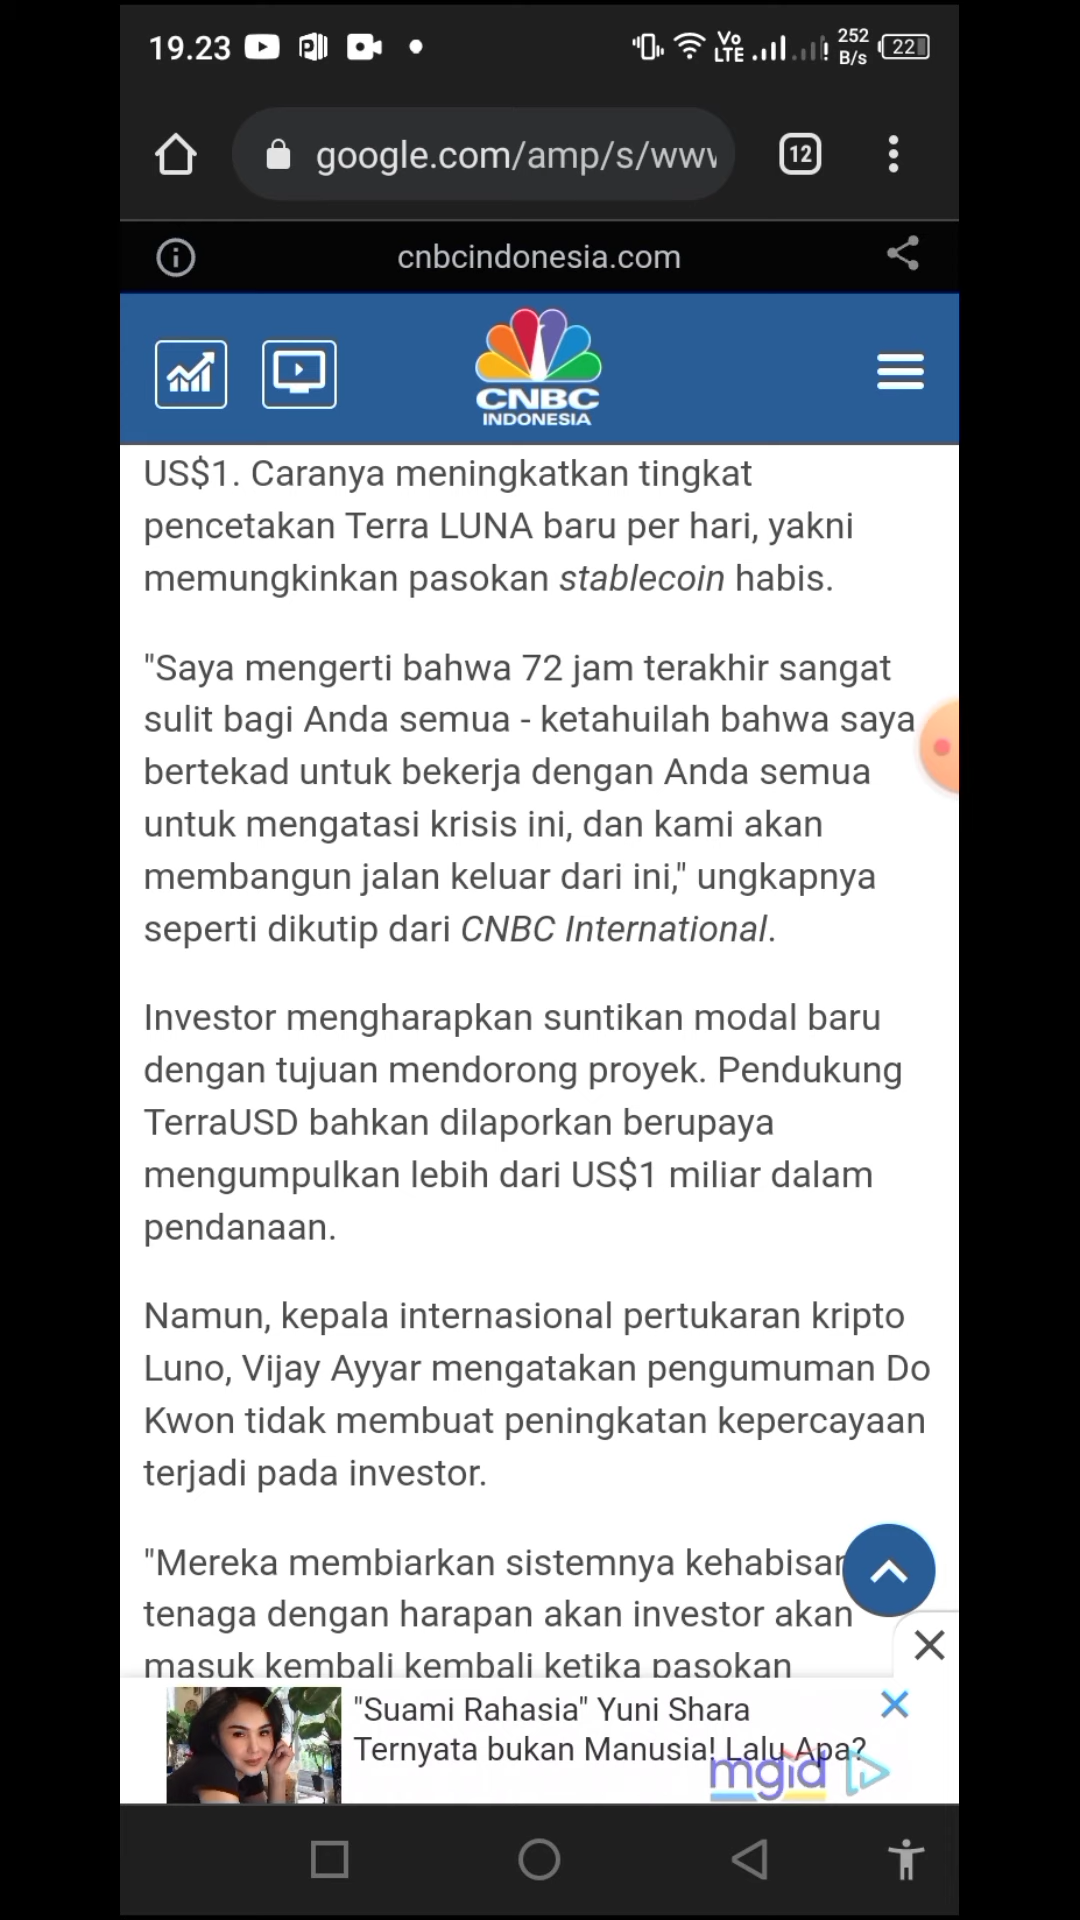 19.23
Vo
LTE
252
B/s
22
google.com/amp/s/www
12
cnbcindonesia.com
CNBC
INDONESIA
US$1. Caranya meningkatkan tingkat
pencetakan Terra LUNA baru per hari, yakni
memungkinkan pasokan stablecoin habis.
"Saya mengerti bahwa 72 jam terakhir sangat
sulit bagi Anda semua - ketahuilah bahwa saya
bertekad untuk bekerja dengan Anda semua
untuk mengatasi krisis ini, dan kami akan
membangun jalan keluar dari ini," ungkapnya
seperti dikutip dari CNBC International.
Investor mengharapkan suntikan modal baru
dengan tujuan mendorong proyek. Pendukung
TerraUSD bahkan dilaporkan berupaya
mengumpulkan lebih dari US$1 miliar dalam
pendanaan.
Namun, kepala internasional pertukaran kripto
Luno, Vijay Ayyar mengatakan pengumuman Do
Kwon tidak membuat peningkatan kepercayaan
terjadi pada investor.
"Mereka membiarkan sistemnya kehabisan
tenaga dengan harapan akan investor akan
masuk kembali kembali ketika pasokan
"Suami Rahasia" Yuni Shara
Ternyata bukan Manusia! Lalu Apa?
mgid